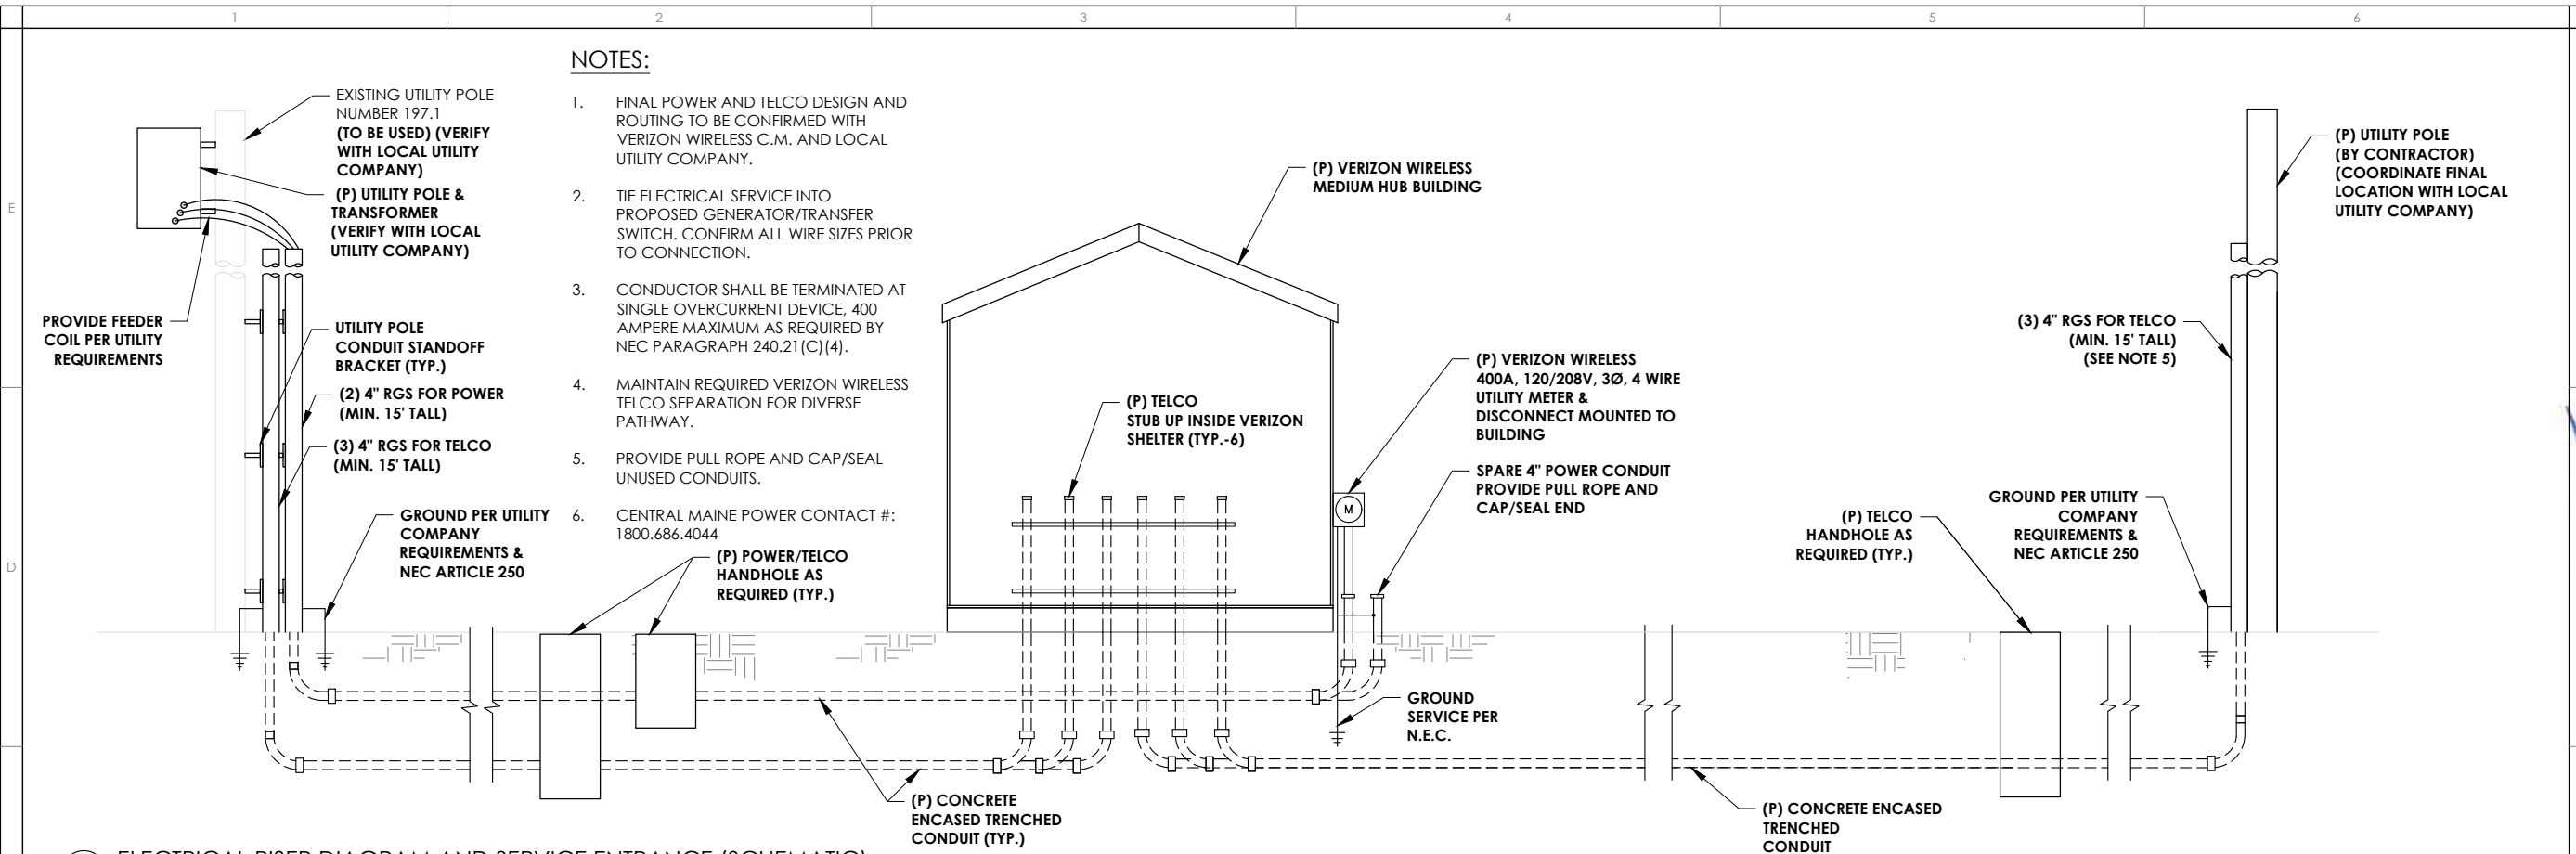 1
2
3
4
5
6
E
D
NOTES:
1. FINAL POWER AND TELCO DESIGN AND
ROUTING TO BE CONFIRMED WITH
VERIZON WIRELESS C.M. AND LOCAL
UTILITY COMPANY.
2. TIE ELECTRICAL SERVICE INTO
PROPOSED GENERATOR/TRANSFER
SWITCH. CONFIRM ALL WIRE SIZES PRIOR
TO CONNECTION.
3. CONDUCTOR SHALL BE TERMINATED AT
SINGLE OVERCURRENT DEVICE, 400
AMPERE MAXIMUM AS REQUIRED BY
NEC PARAGRAPH 240.21(C)(4).
4. MAINTAIN REQUIRED VERIZON WIRELESS
TELCO SEPARATION FOR DIVERSE
PATHWAY.
5. PROVIDE PULL ROPE AND CAP/SEAL
UNUSED CONDUITS.
6. CENTRAL MAINE POWER CONTACT #:
1800.686.4044
EXISTING UTILITY POLE
NUMBER 197.1
(TO BE USED) (VERIFY
WITH LOCAL UTILITY
COMPANY)
(P) UTILITY POLE &
TRANSFORMER
(VERIFY WITH LOCAL
UTILITY COMPANY)
PROVIDE FEEDER
COIL PER UTILITY
REQUIREMENTS
UTILITY POLE
CONDUIT STANDOFF
BRACKET (TYP.)
(2) 4" RGS FOR POWER
(MIN. 15' TALL)
(3) 4" RGS FOR TELCO
(MIN. 15' TALL)
GROUND PER UTILITY
COMPANY
REQUIREMENTS &
NEC ARTICLE 250
(P) POWER/TELCO
HANDHOLE AS
REQUIRED (TYP.)
(P) VERIZON WIRELESS
MEDIUM HUB BUILDING
(P) TELCO
STUB UP INSIDE VERIZON
SHELTER (TYP.-6)
M
(P) VERIZON WIRELESS
400A, 120/208V, 3Ø, 4 WIRE
UTILITY METER &
DISCONNECT MOUNTED TO
BUILDING
SPARE 4" POWER CONDUIT
PROVIDE PULL ROPE AND
CAP/SEAL END
GROUND
SERVICE PER
N.E.C.
(P) UTILITY POLE
(BY CONTRACTOR)
(COORDINATE FINAL
LOCATION WITH LOCAL
UTILITY COMPANY)
(3) 4" RGS FOR TELCO
(MIN. 15' TALL)
(SEE NOTE 5)
(P) TELCO
HANDHOLE AS
REQUIRED (TYP.)
GROUND PER UTILITY
COMPANY
REQUIREMENTS &
NEC ARTICLE 250
(P) CONCRETE
ENCASED TRENCHED
CONDUIT (TYP.)
(P) CONCRETE ENCASED
TRENCHED
CONDUIT
ELECTRICAL RISER DIAGRAM AND SERVICE ENTRANCE (SCHEMATIC)